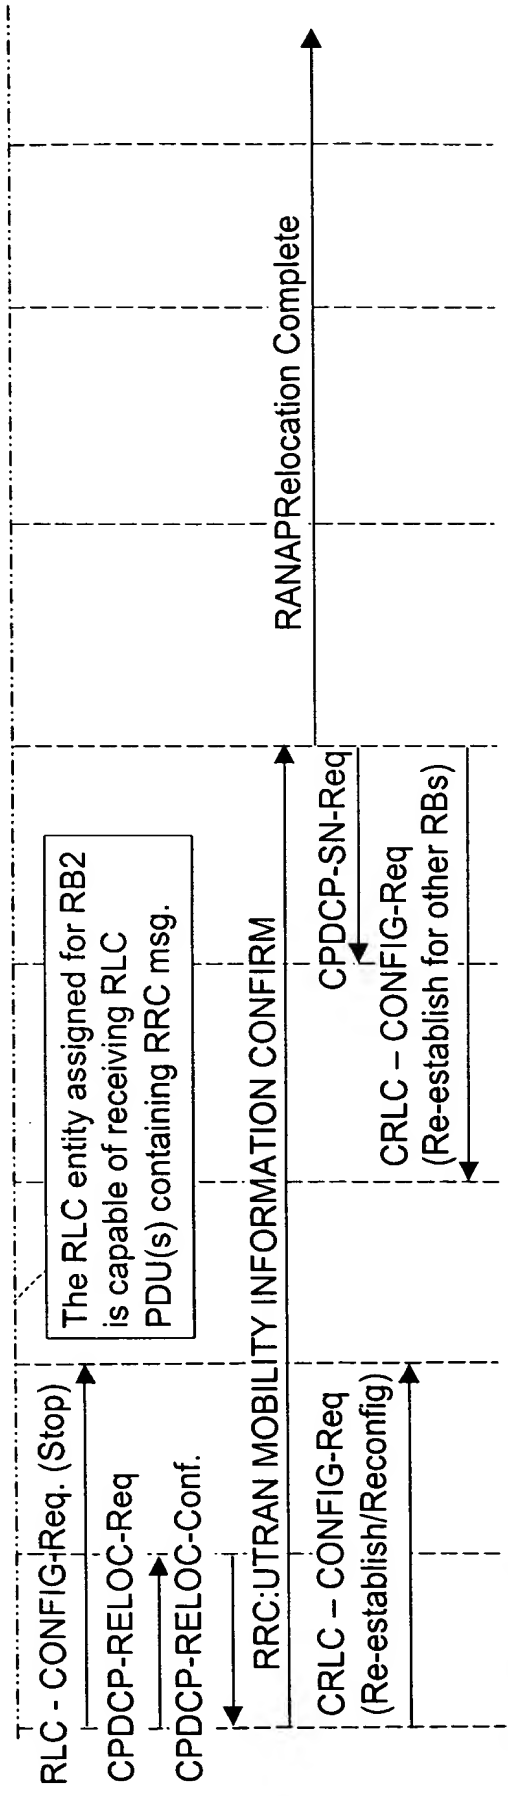 RLC - CONFIG-Req. (Stop)
CPDCP-RELOC-Req
CPDCP-RELOC-Conf.
The RLC entity assigned for RB2
is capable of receiving RLC
PDU(s) containing RRC msg.
RRC:UTRAN MOBILITY INFORMATION CONFIRM
RANAPRelocation Complete
CRLC – CONFIG-Req
(Re-establish/Reconfig)
CPDCP-SN-Req
CRLC – CONFIG-Req
(Re-establish for other RBs)